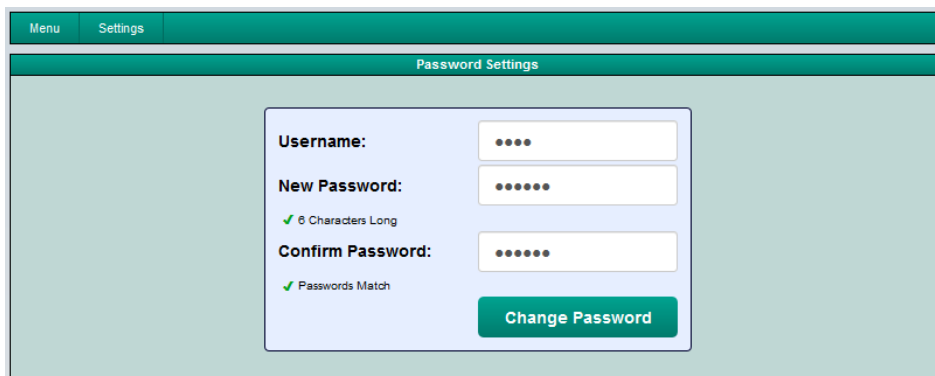 Menu Settings
Password Settings
Username: ●●●●
New Password: ●●●●●●
✓ 6 Characters Long
Confirm Password: ●●●●●●
✓ Passwords Match
Change Password